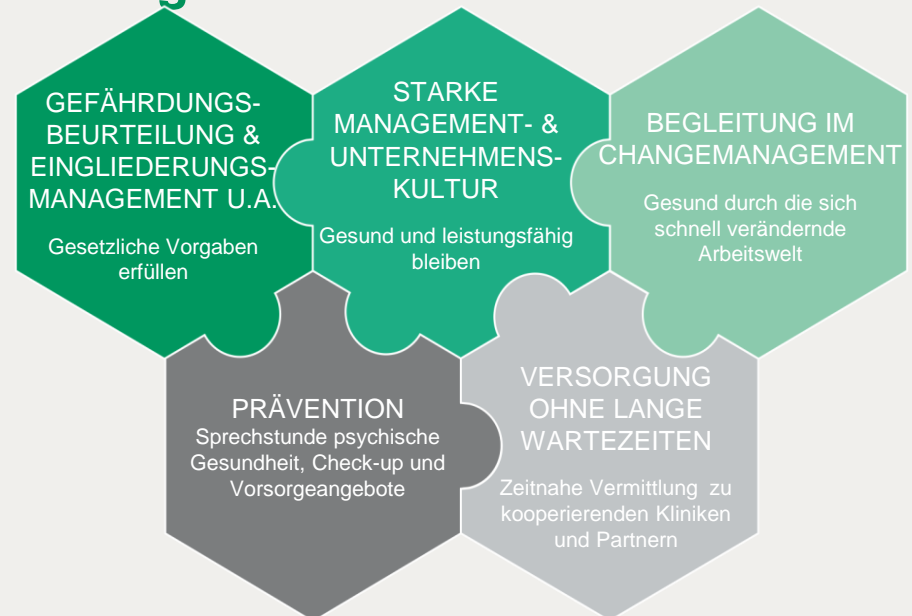 GEFÄHRDUNGS-
BEURTEILUNG &
EINGLIEDERUNGS-
MANAGEMENT U.A.
Gesetzliche Vorgaben
erfüllen
STARKE
MANAGEMENT- &
UNTERNEHMENS-
KULTUR
Gesund und leistungsfähig
bleiben
BEGLEITUNG IM
CHANGEMANAGEMENT
Gesund durch die sich
schnell verändernde
Arbeitswelt
PRÄVENTION
Sprechstunde psychische
Gesundheit, Check-up und
Vorsorgeangebote
VERSORGUNG
OHNE LANGE
WARTEZEITEN
Zeitnahe Vermittlung  zu
kooperierenden Kliniken
und Partnern